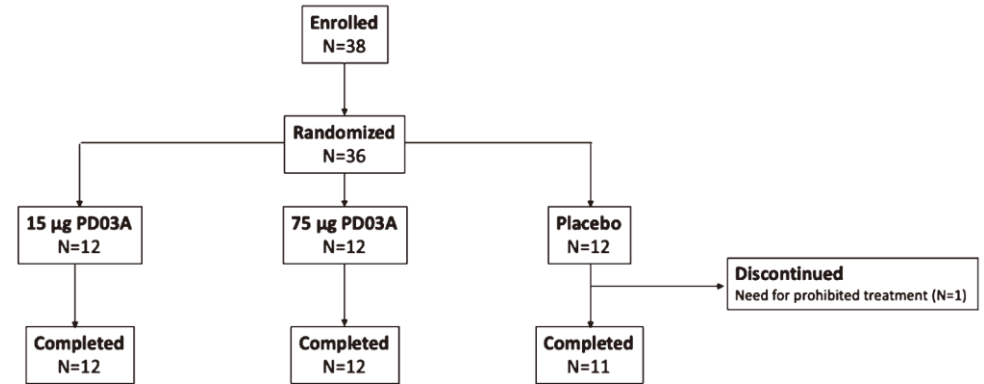 Enrolled
N=38
Randomized
N=36
15 µg PD03A
N=12
75 µg PD03A
N=12
Placebo
N=12
Discontinued
Need for prohibited treatment (N=1)
Completed
N=12
Completed
N=12
Completed
N=11